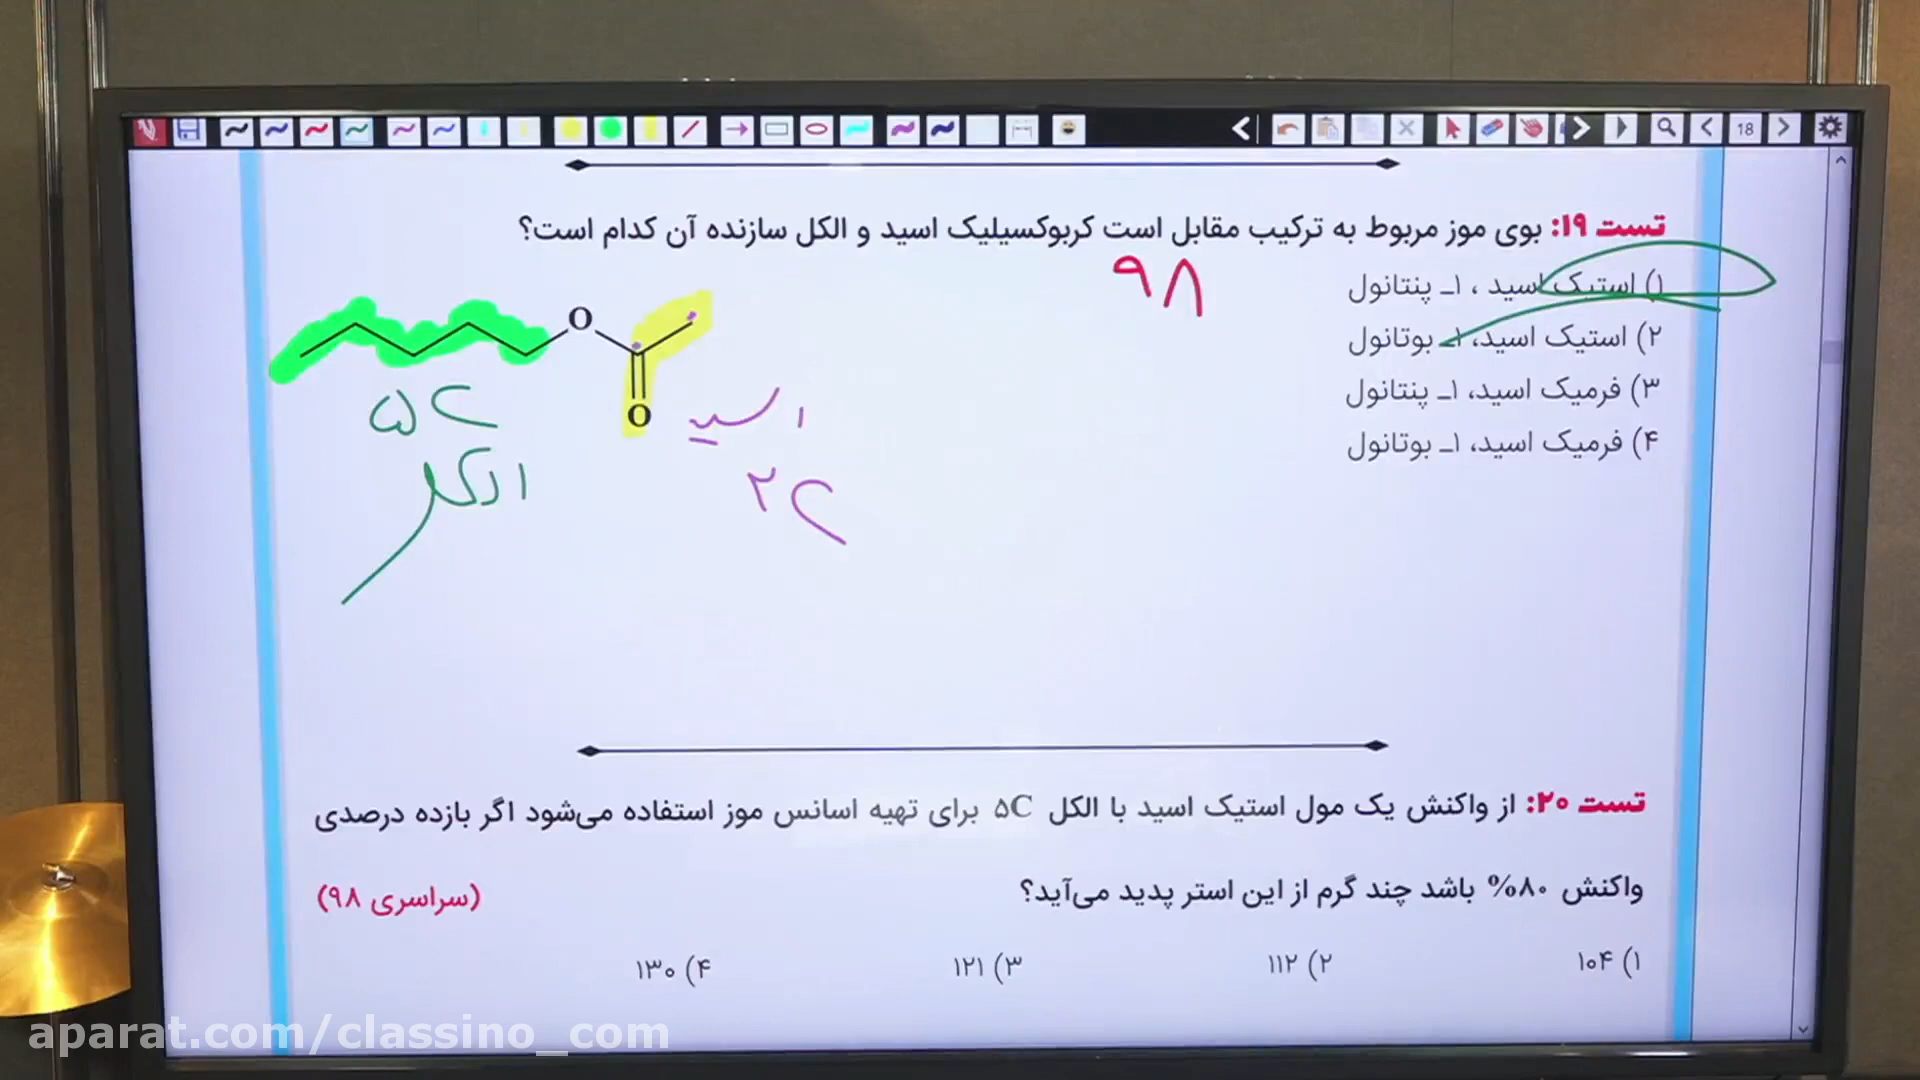 18
تست ۱۹: بوی موز مربوط به ترکیب مقابل است کربوکسیلیک اسید و الکل سازنده آن کدام است؟
۹۸
۱) استیک اسید ، ۱ـ پنتانول
۲) استیک اسید، ۱ـ بوتانول
۳) فرمیک اسید، ۱ـ پنتانول
۴) فرمیک اسید، ۱ـ بوتانول
O
O
۵C
الکل
اسید
۲C
تست ۲۰: از واکنش یک مول استیک اسید با الکل ۵C برای تهیه اسانس موز استفاده می‌شود اگر بازده درصدی
واکنش ۸۰% باشد چند گرم از این استر پدید می‌آید؟ (سراسری ۹۸)
۱) ۱۰۴ ۲) ۱۱۲ ۳) ۱۲۱ ۴) ۱۳۰
aparat.com/classino_com